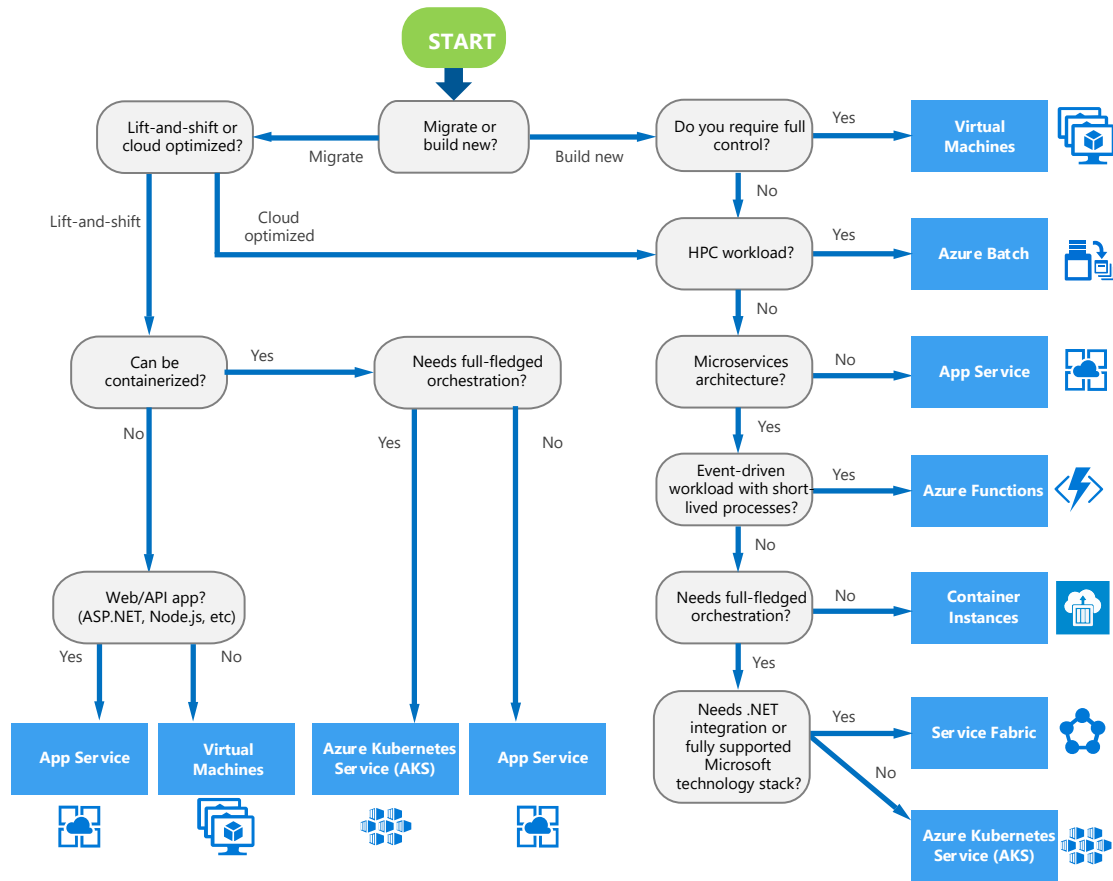 START
Lift-and-shift or
cloud optimized?
Migrate or
build new?
Do you require full
control?
Virtual
Machines
Migrate
Build new
Yes
No
Lift-and-shift
Cloud
optimized
HPC workload?
Yes
Azure Batch
No
Can be
containerized?
Yes
Needs full-fledged
orchestration?
Microservices
architecture?
No
App Service
No
Yes
No
Yes
Event-driven
workload with short-
lived processes?
Yes
Azure Functions
No
Web/API app?
(ASP.NET, Node.js, etc)
Needs full-fledged
orchestration?
No
Container
Instances
Yes
No
Yes
App Service
Virtual
Machines
Azure Kubernetes
Service (AKS)
App Service
Needs .NET
integration or
fully supported
Microsoft
technology stack?
Yes
Service Fabric
No
Azure Kubernetes
Service (AKS)